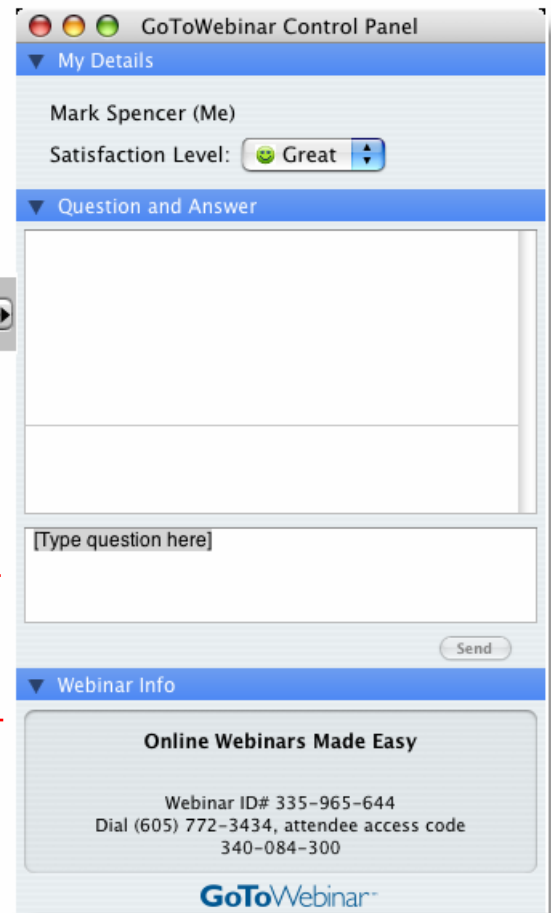 GoToWebinar Control Panel
My Details
Mark Spencer (Me)
Satisfaction Level: Great
Question and Answer
[Type question here]
Send
Webinar Info
Online Webinars Made Easy
Webinar ID# 335-965-644
Dial (605) 772-3434, attendee access code
340-084-300
GoToWebinar